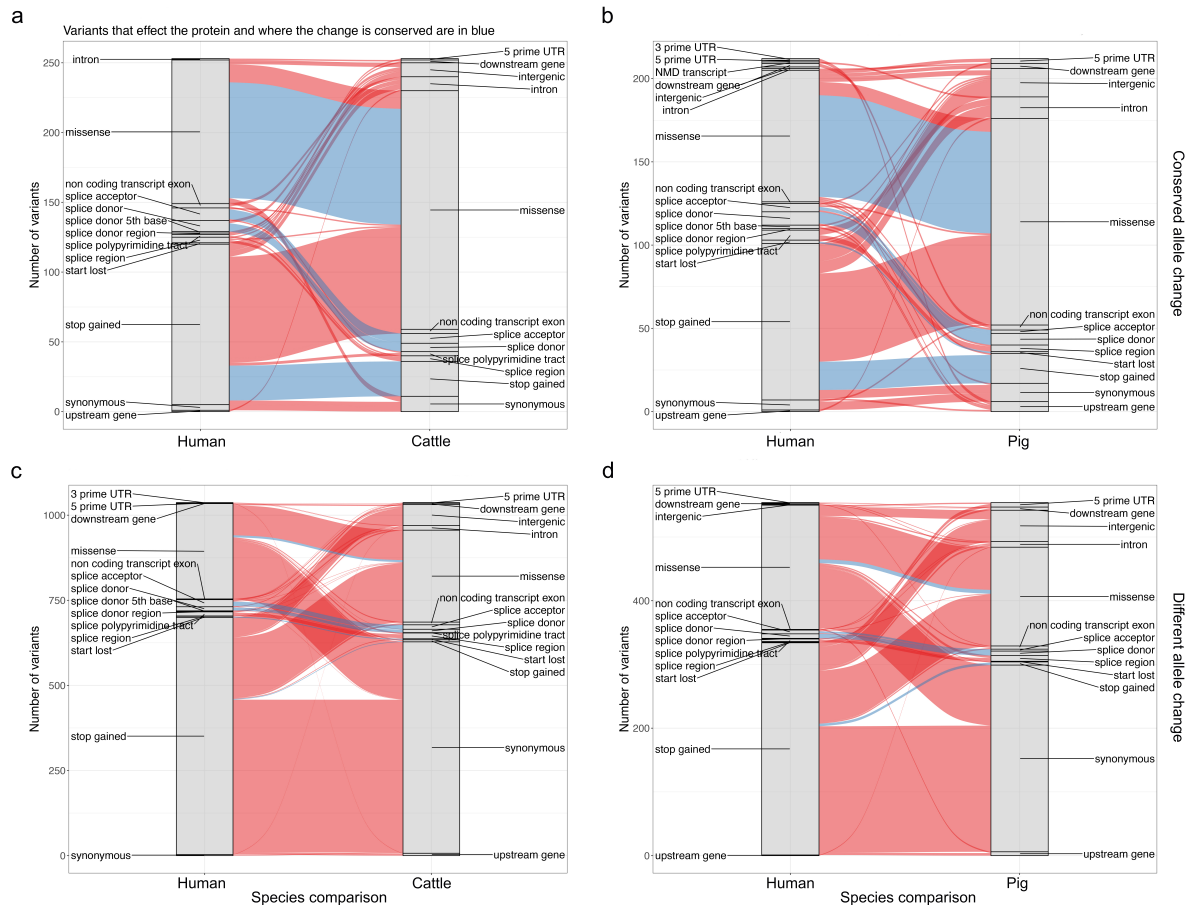 a
Variants that effect the protein and where the change is conserved are in blue
Number of variants
250
200
150
100
50
0
intron
missense
non coding transcript exon
splice acceptor
splice donor
splice donor 5th base
splice donor region
splice polypyrimidine tract
splice region
start lost
stop gained
synonymous
upstream gene
5 prime UTR
downstream gene
intergenic
intron
missense
non coding transcript exon
splice acceptor
splice donor
splice polypyrimidine tract
splice region
stop gained
synonymous
Human
Cattle
b
Number of variants
200
150
100
50
0
3 prime UTR
5 prime UTR
NMD transcript
downstream gene
intergenic
intron
missense
non coding transcript exon
splice acceptor
splice donor
splice donor 5th base
splice donor region
splice polypyrimidine tract
start lost
stop gained
synonymous
upstream gene
5 prime UTR
downstream gene
intergenic
intron
missense
non coding transcript exon
splice acceptor
splice donor
splice region
start lost
stop gained
synonymous
upstream gene
Human
Pig
Conserved allele change
c
Number of variants
1000
750
500
250
0
3 prime UTR
5 prime UTR
downstream gene
missense
non coding transcript exon
splice acceptor
splice donor
splice donor 5th base
splice donor region
splice polypyrimidine tract
splice region
start lost
stop gained
synonymous
5 prime UTR
downstream gene
intergenic
intron
missense
non coding transcript exon
splice acceptor
splice donor
splice polypyrimidine tract
splice region
start lost
stop gained
synonymous
upstream gene
Human
Cattle
Species comparison
d
Number of variants
400
200
0
5 prime UTR
downstream gene
intergenic
missense
non coding transcript exon
splice acceptor
splice donor
splice donor region
splice polypyrimidine tract
splice region
start lost
stop gained
upstream gene
5 prime UTR
downstream gene
intergenic
intron
missense
non coding transcript exon
splice acceptor
splice donor
splice region
start lost
stop gained
synonymous
upstream gene
Human
Pig
Species comparison
Different allele change